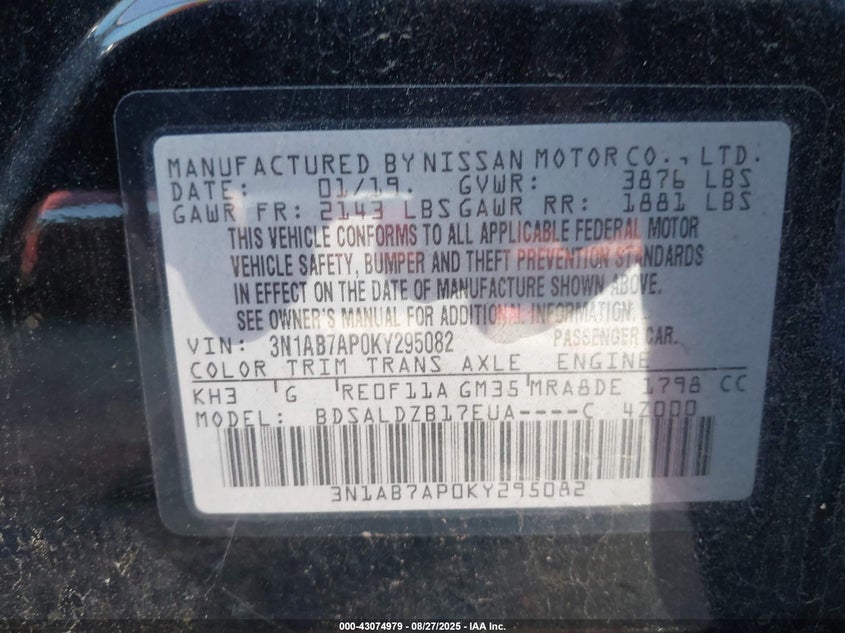 MANUFACTURED BY NISSAN MOTOR CO., LTD.
DATE: 01/19. GVWR: 3876 LBS
GAWR FR: 2143 LBS GAWR RR: 1881 LBS
THIS VEHICLE CONFORMS TO ALL APPLICABLE FEDERAL MOTOR
VEHICLE SAFETY, BUMPER AND THEFT PREVENTION STANDARDS
IN EFFECT ON THE DATE OF MANUFACTURE SHOWN ABOVE.
SEE OWNER'S MANUAL FOR ADDITIONAL INFORMATION.
VIN: 3N1AB7AP0KY295082 PASSENGER CAR.
COLOR TRIM TRANS AXLE ENGINE
KH3 G RE0F11A GM35 MRA8DE 1798 CC
MODEL: BDSALDZB17EUA----C 4Z000
3N1AB7AP0KY295082
000-43074979 - 08/27/2025 - IAA Inc.